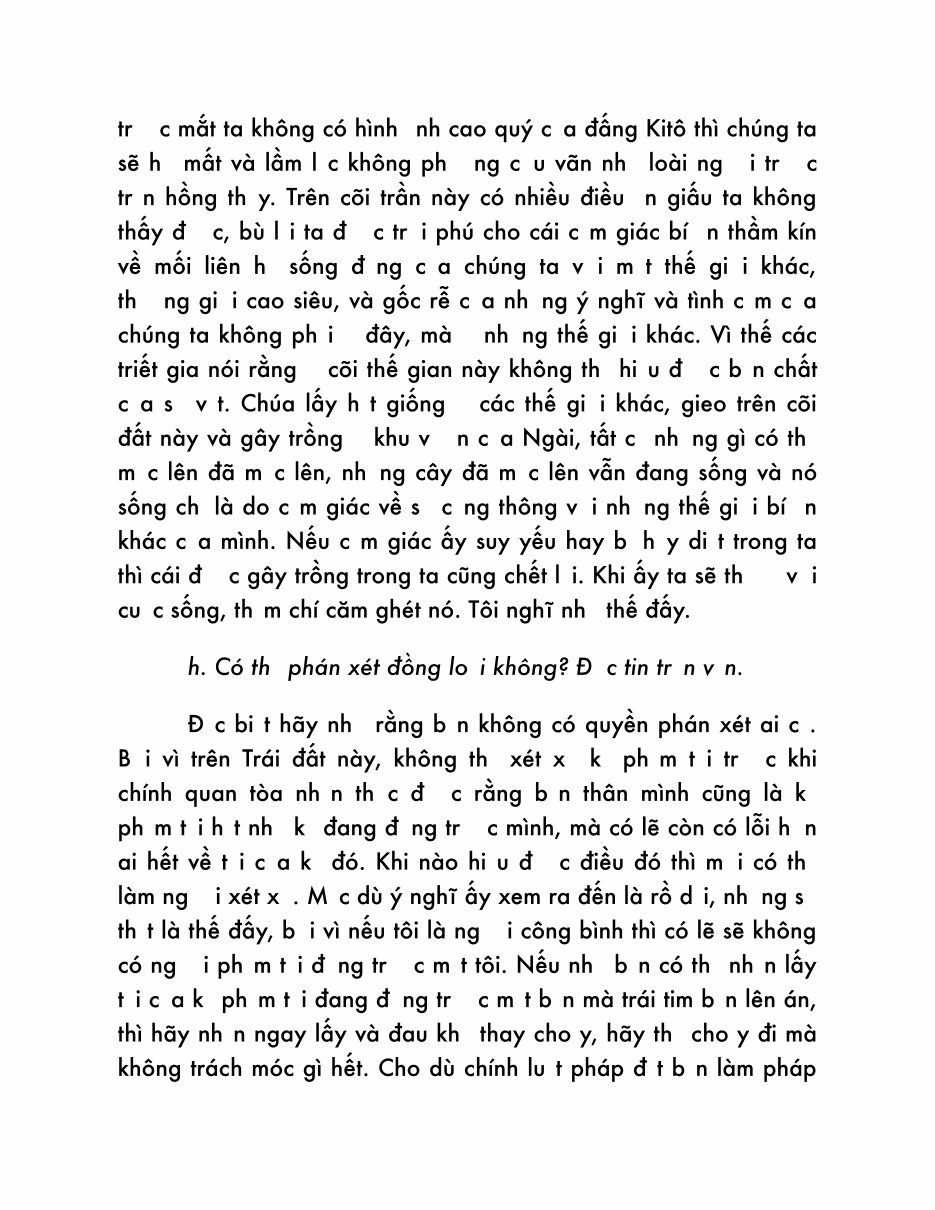 tr c mắt ta không có hình nh cao quý c a đấng Kitô thì chúng ta
sẽ h mất và lầm l c không ph ng c u vãn nh loài ng i tr c
tr n hồng th y. Trên cõi trần này có nhiều điều n giấu ta không
thấy đ c, bù l i ta đ c tr i phú cho cái c m giác bí n thầm kín
về mối liên h sống đ ng c a chúng ta v i m t thế gi i khác,
th ng gi i cao siêu, và gốc rễ c a nh ng ý nghĩ và tình c m c a
chúng ta không ph i đây, mà nh ng thế gi i khác. Vì thế các
triết gia nói rằng cõi thế gian này không th hi u đ c b n chất
c a s v t. Chúa lấy h t giống các thế gi i khác, gieo trên cõi
đất này và gây trồng khu v n c a Ngài, tất c nh ng gì có th
m c lên đã m c lên, nh ng cây đã m c lên vẫn đang sống và nó
sống ch là do c m giác về s c ng thông v i nh ng thế gi i bí n
khác c a mình. Nếu c m giác ấy suy yếu hay b h y di t trong ta
thì cái đ c gây trồng trong ta cũng chết l i. Khi ấy ta sẽ th v i
cu c sống, th m chí căm ghét nó. Tôi nghĩ nh thế đấy.
h. Có th phán xét đồng lo i không? Đ c tin tr n v n.
Đ c bi t hãy nh rằng b n không có quyền phán xét ai c .
B i vì trên Trái đất này, không th xét x k ph m t i tr c khi
chính quan tòa nh n th c đ c rằng b n thân mình cũng là k
ph m t i h t nh k đang đ ng tr c mình, mà có lẽ còn có lỗi h n
ai hết về t i c a k đó. Khi nào hi u đ c điều đó thì m i có th
làm ng i xét x . M c dù ý nghĩ ấy xem ra đến là rồ d i, nh ng s
th t là thế đấy, b i vì nếu tôi là ng i công bình thì có lẽ sẽ không
có ng i ph m t i đ ng tr c m t tôi. Nếu nh b n có th nh n lấy
t i c a k ph m t i đang đ ng tr c m t b n mà trái tim b n lên án,
thì hãy nh n ngay lấy và đau kh thay cho y, hãy th cho y đi mà
không trách móc gì hết. Cho dù chính lu t pháp đ t b n làm pháp